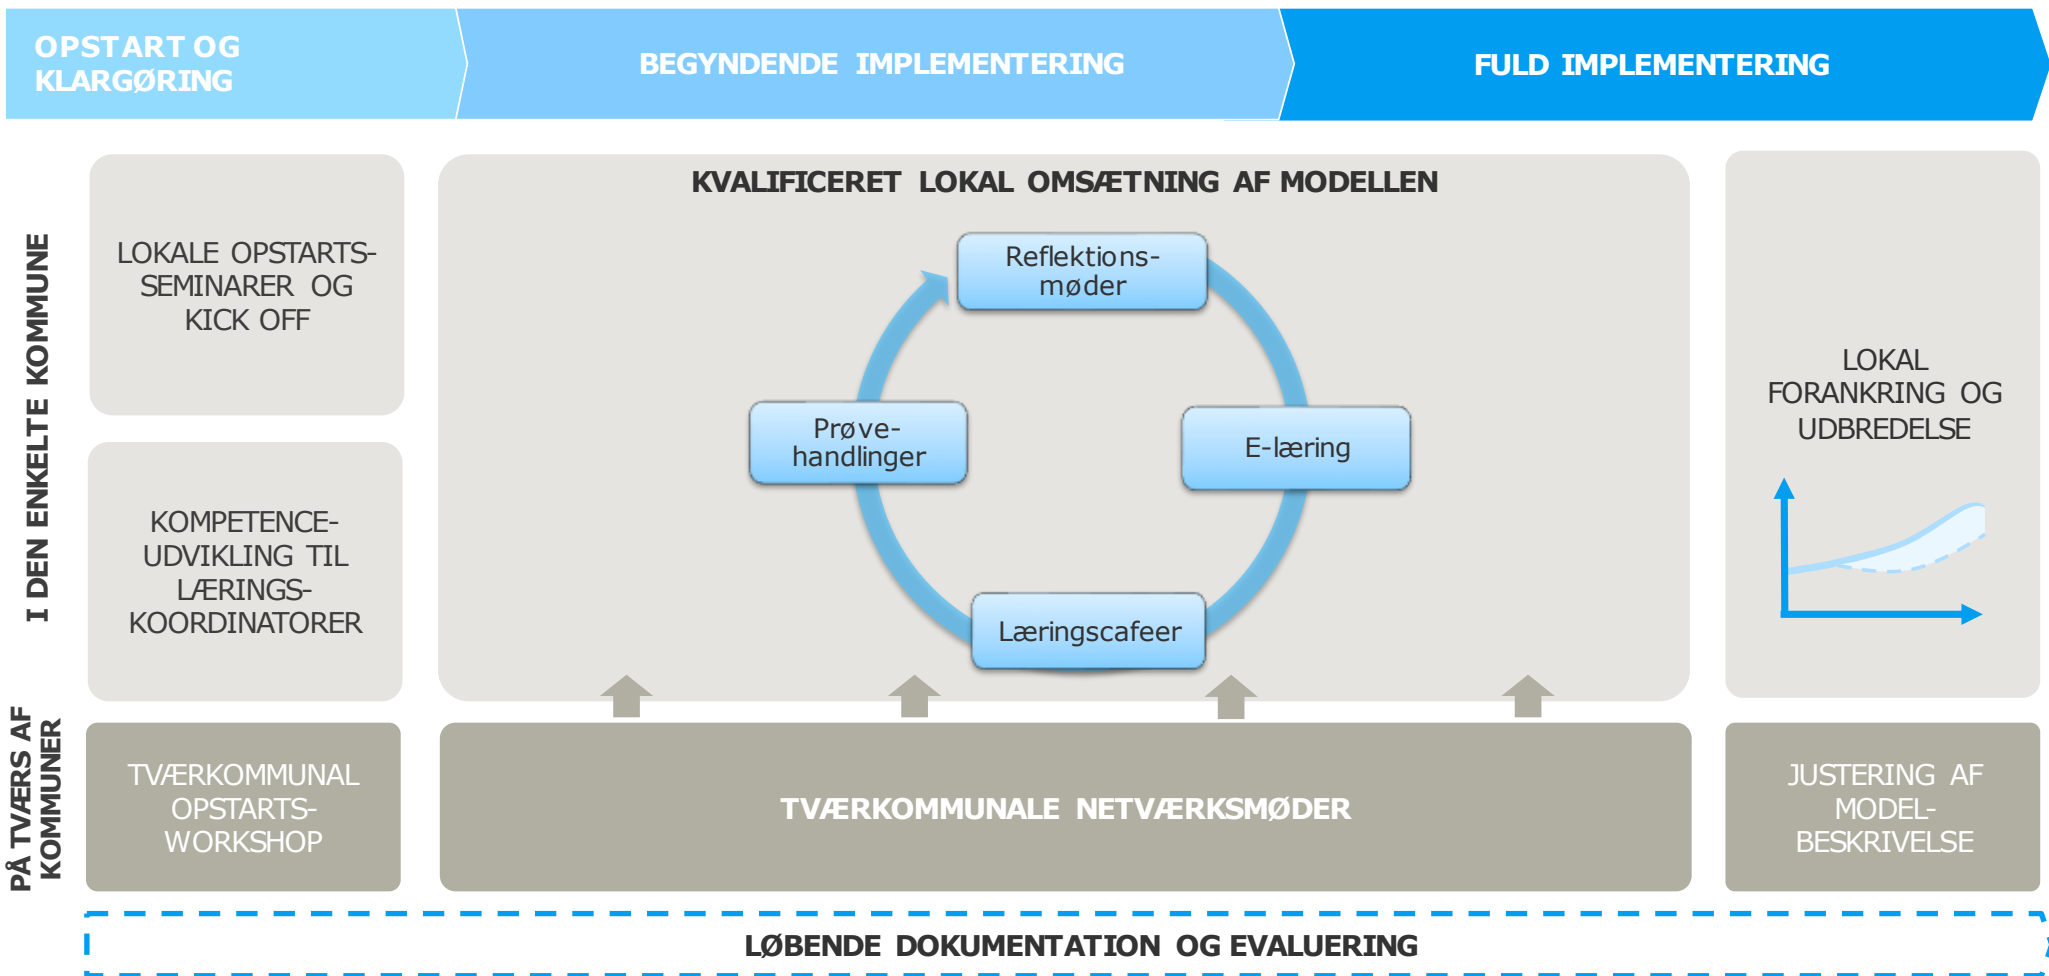 OPSTART OG
KLARGØRING
BEGYNDENDE IMPLEMENTERING
FULD IMPLEMENTERING
I DEN ENKELTE KOMMUNE
LOKALE OPSTARTS-
SEMINARER OG
KICK OFF
KOMPETENCE-
UDVIKLING TIL
LÆRINGS-
KOORDINATORER
KVALIFICERET LOKAL OMSÆTNING AF MODELLEN
Reflektions-
møder
E-læring
Læringscafeer
Prøve-
handlinger
LOKAL
FORANKRING OG
UDBREDELSE
PÅ TVÆRS AF
KOMMUNER
TVÆRKOMMUNAL
OPSTARTS-
WORKSHOP
TVÆRKOMMUNALE NETVÆRKSMØDER
JUSTERING AF
MODEL-
BESKRIVELSE
LØBENDE DOKUMENTATION OG EVALUERING